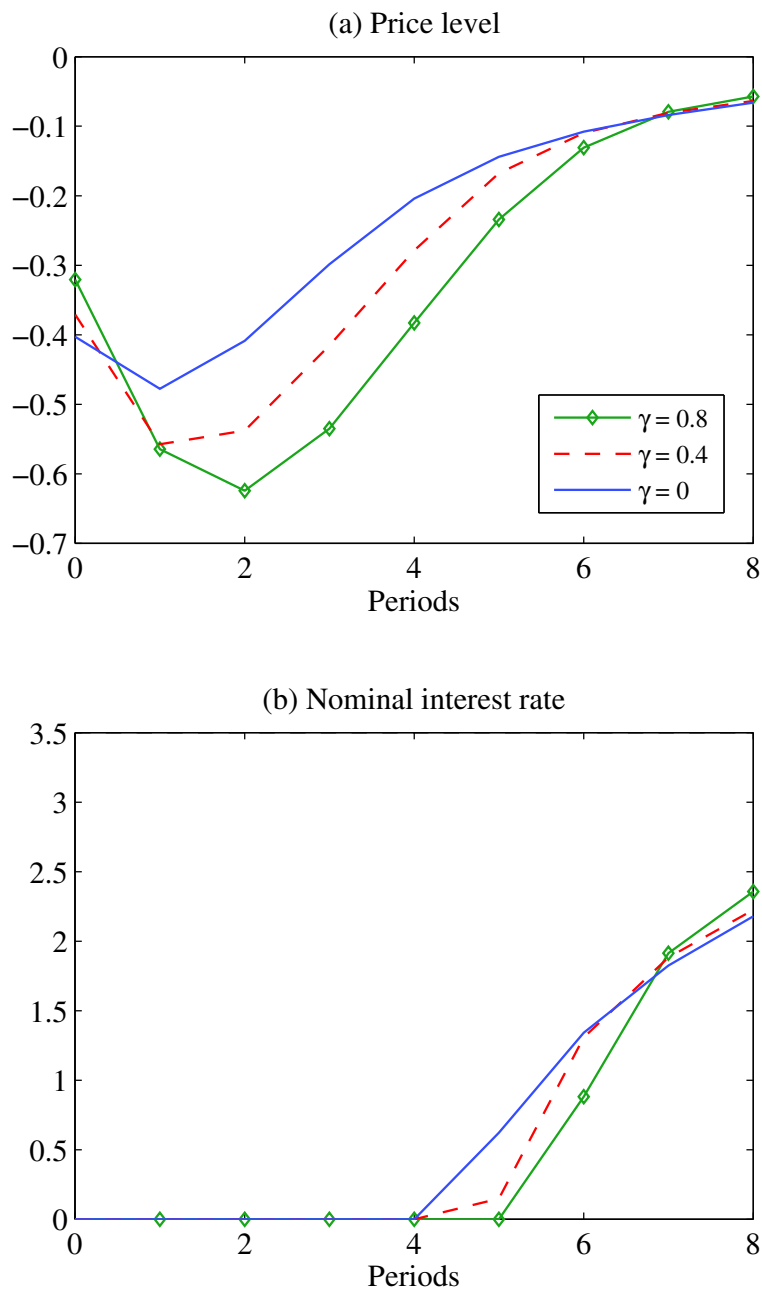 (a) Price level
0
−0.1
−0.2
−0.3
−0.4
−0.5
−0.6
−0.7
γ = 0.8
γ = 0.4
γ = 0
0 2 4 6 8
Periods
(b) Nominal interest rate
3.5
3
2.5
2
1.5
1
0.5
0
0 2 4 6 8
Periods